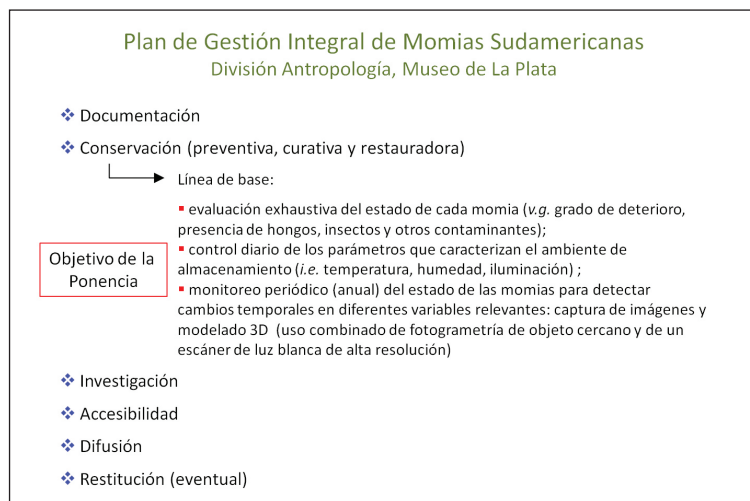 Plan de Gestión Integral de Momias Sudamericanas
División Antropología, Museo de La Plata
❖ Documentación
❖ Conservación (preventiva, curativa y restauradora)
Línea de base:
▪ evaluación exhaustiva del estado de cada momia (v.g. grado de deterioro,
presencia de hongos, insectos y otros contaminantes);
▪ control diario de los parámetros que caracterizan el ambiente de
almacenamiento (i.e. temperatura, humedad, iluminación) ;
▪ monitoreo periódico (anual) del estado de las momias para detectar
cambios temporales en diferentes variables relevantes: captura de imágenes y
modelado 3D (uso combinado de fotogrametría de objeto cercano y de un
escáner de luz blanca de alta resolución)
Objetivo de la
Ponencia
❖ Investigación
❖ Accesibilidad
❖ Difusión
❖ Restitución (eventual)